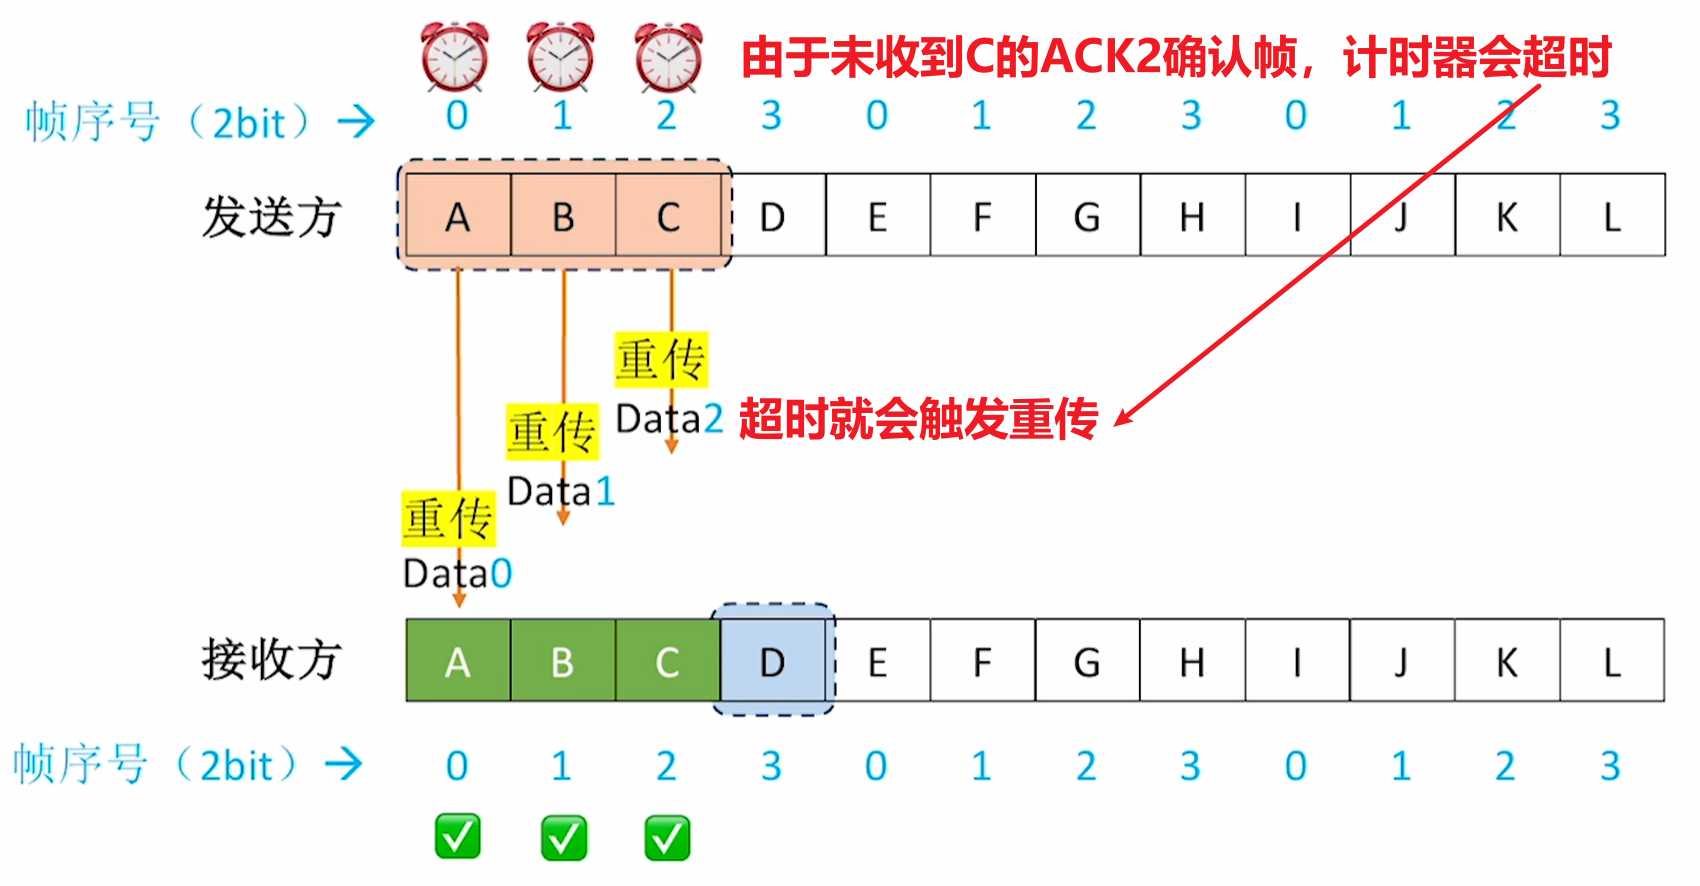 由于未收到C的ACK2确认帧，计时器会超时
帧序号（2bit）→ 0 1 2 3 0 1 2 3 0 1 2 3
发送方 A B C D E F G H I J K L
重传
Data2 超时就会触发重传
重传
Data1
重传
Data0
接收方 A B C D E F G H I J K L
帧序号（2bit）→ 0 1 2 3 0 1 2 3 0 1 2 3